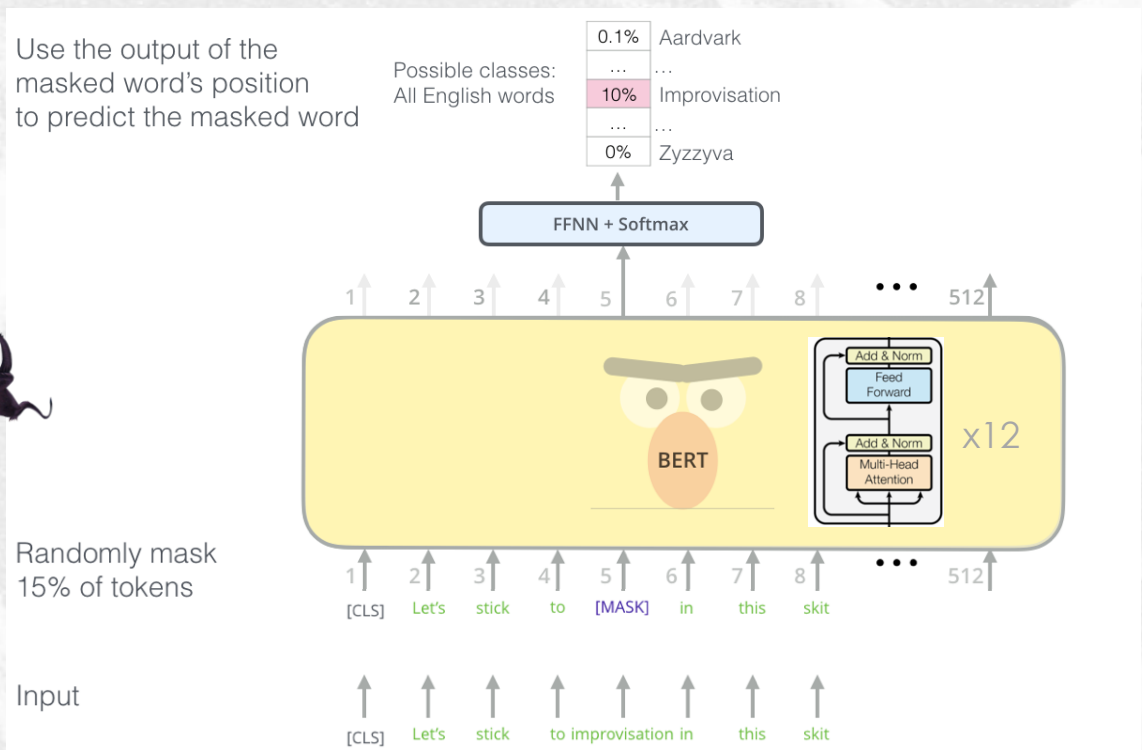 Use the output of the
masked word's position
to predict the masked word
Possible classes:
All English words
0.1% Aardvark
... ...
10% Improvisation
... ...
0% Zyzzyva
FFNN + Softmax
1 2 3 4 5 6 7 8 ••• 512
BERT
Add & Norm
Feed
Forward
Add & Norm
Multi-Head
Attention
x12
Randomly mask
15% of tokens
1 2 3 4 5 6 7 8 ••• 512
[CLS] Let's stick to [MASK] in this skit
Input
[CLS] Let's stick to improvisation in this skit